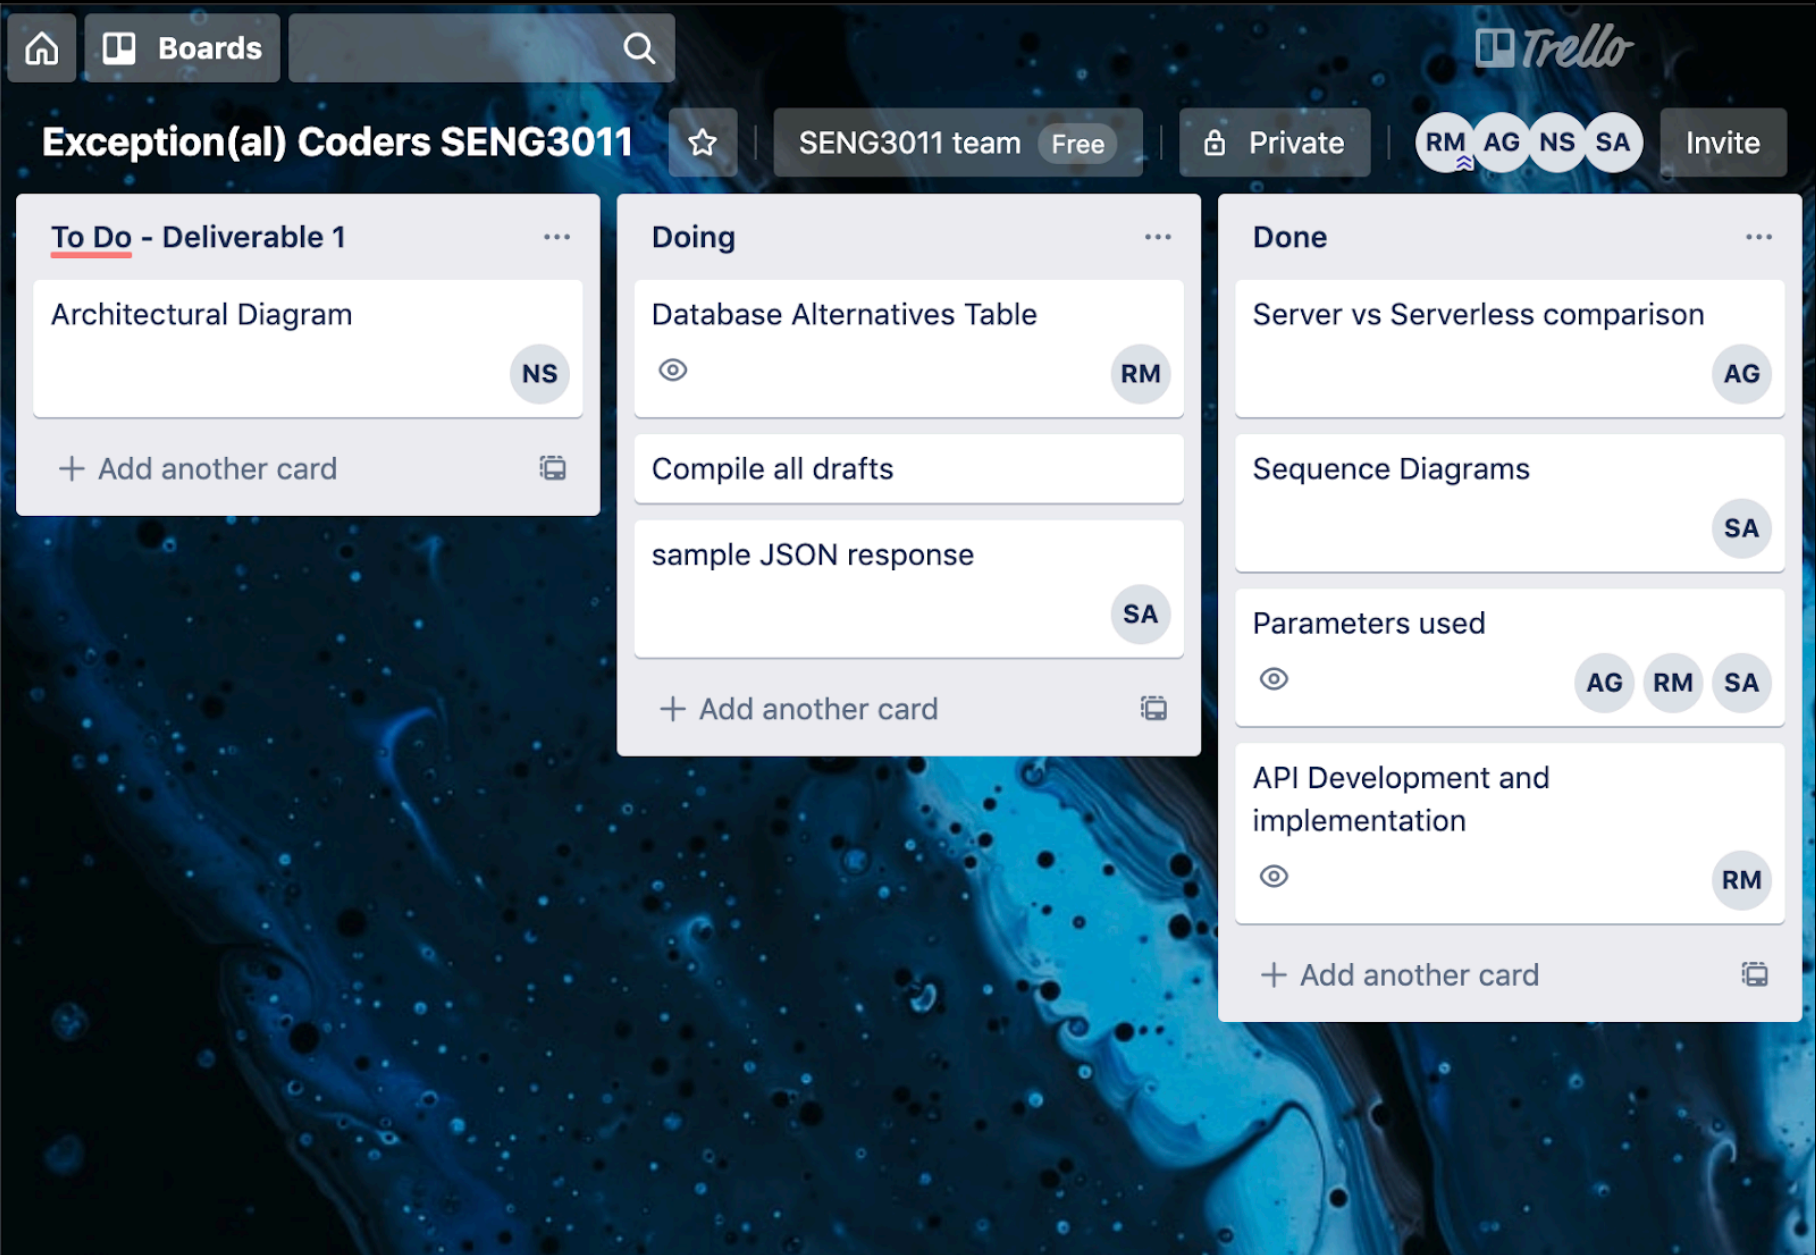 Boards
Trello
Exception(al) Coders SENG3011
SENG3011 team Free
Private
RM AG NS SA
Invite
To Do - Deliverable 1
Architectural Diagram
NS
+ Add another card
Doing
Database Alternatives Table
RM
Compile all drafts
sample JSON response
SA
+ Add another card
Done
Server vs Serverless comparison
AG
Sequence Diagrams
SA
Parameters used
AG RM SA
API Development and
implementation
RM
+ Add another card